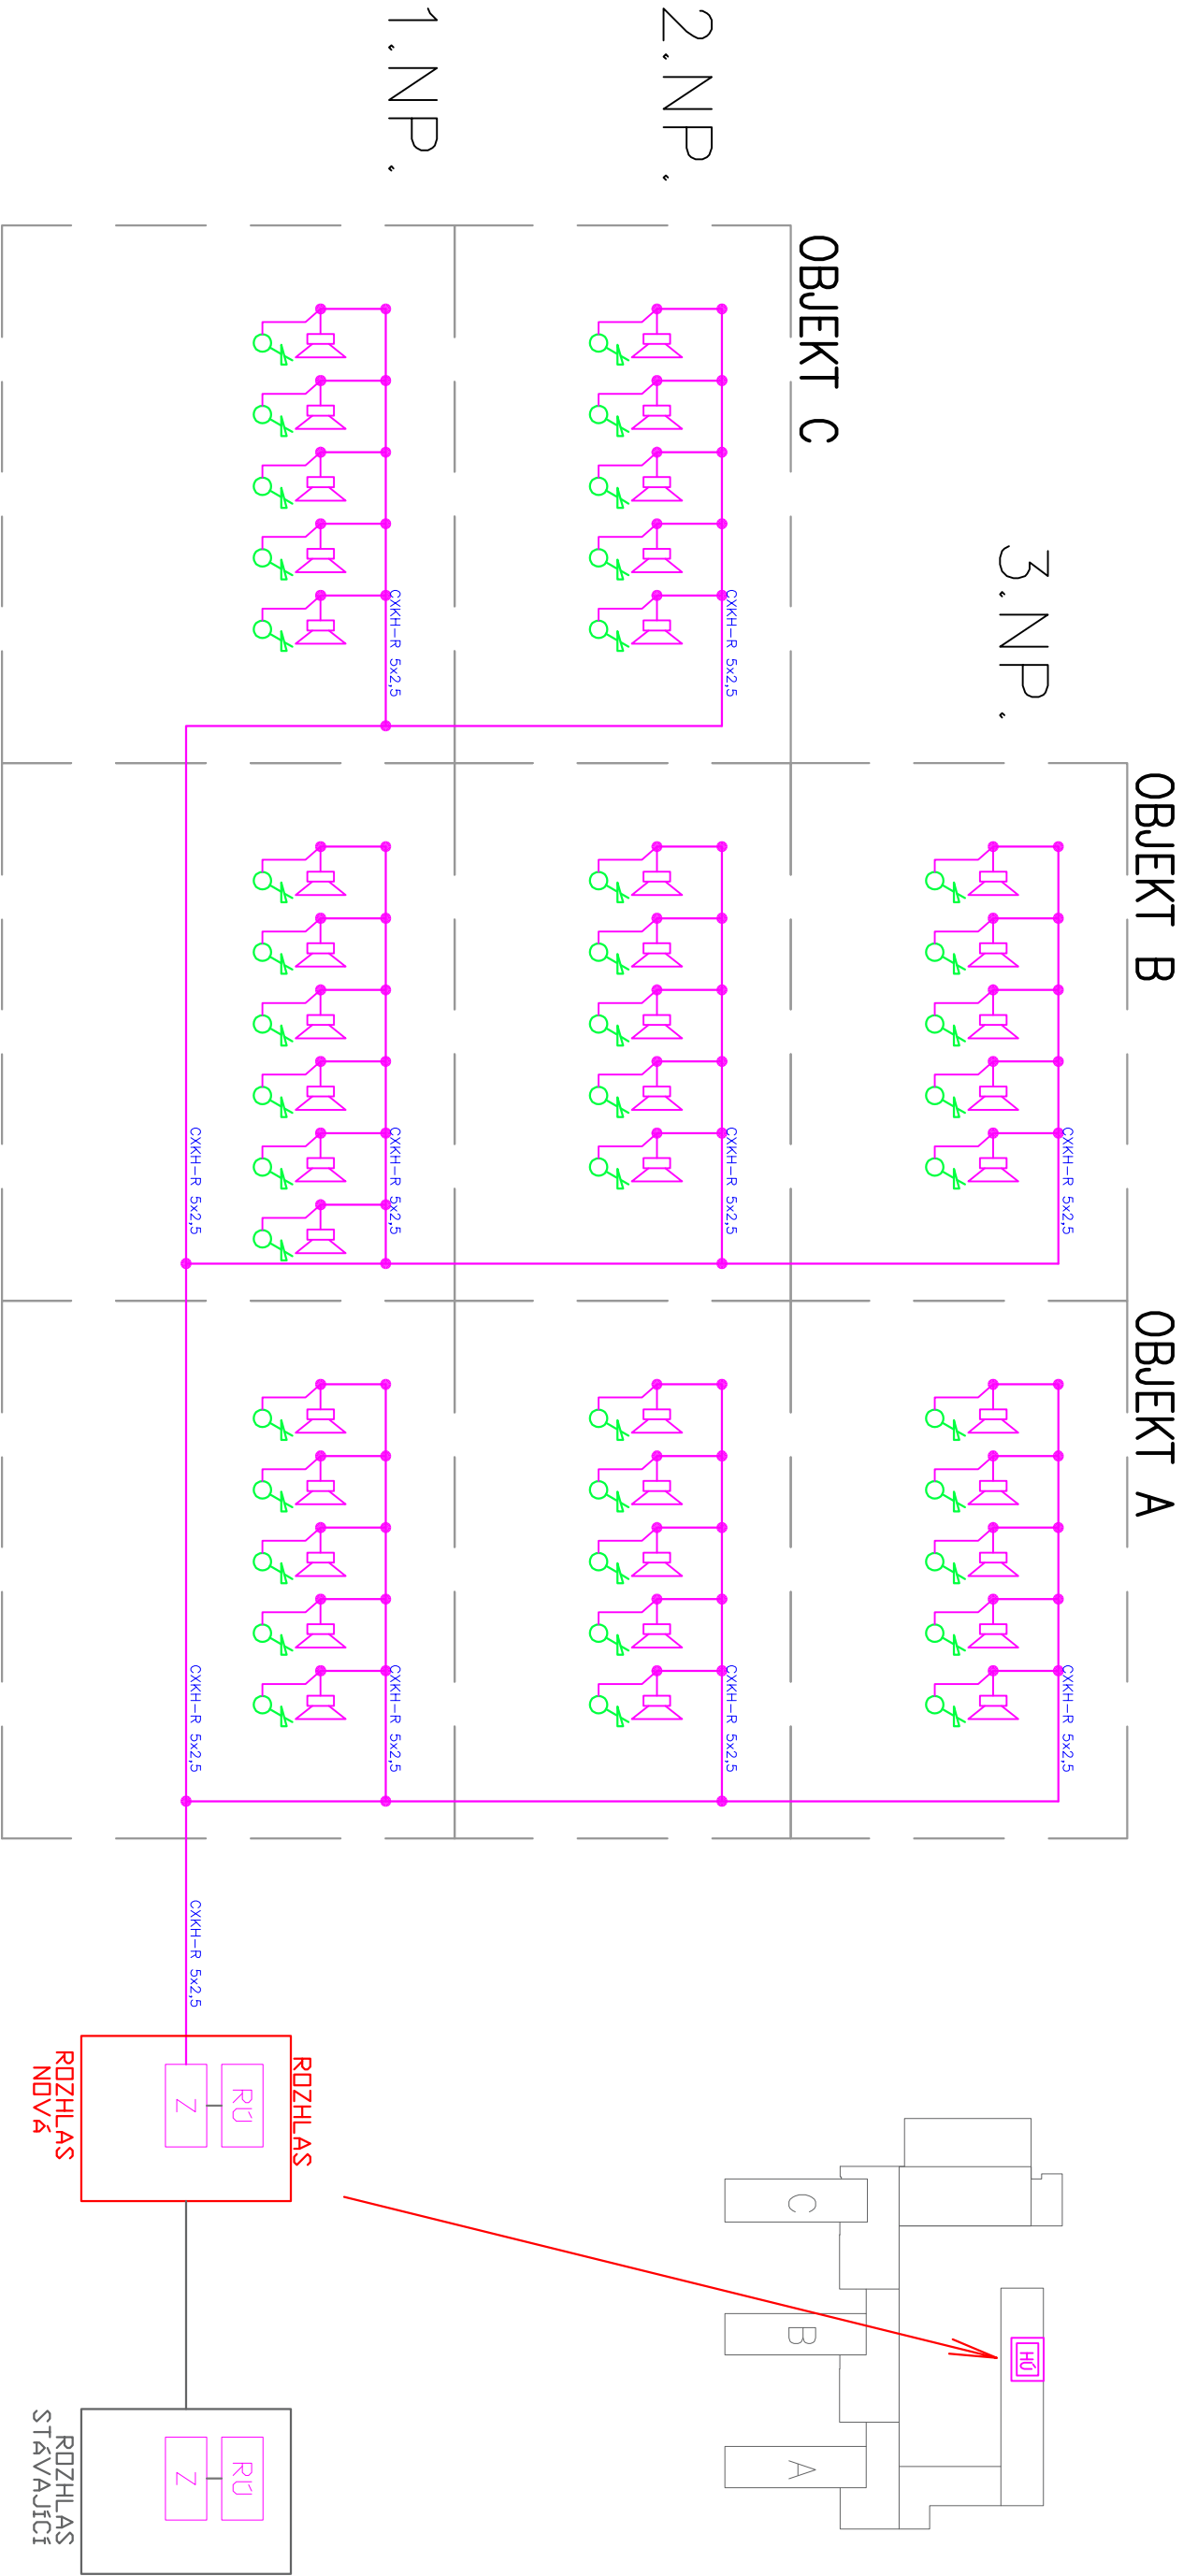 OBJEKT B
OBJEKT A
3.NP.
CXKH-R 5x2,5
CXKH-R 5x2,5
HÚ
OBJEKT C
C
B
A
2.NP.
CXKH-R 5x2,5
CXKH-R 5x2,5
CXKH-R 5x2,5
1.NP.
CXKH-R 5x2,5
CXKH-R 5x2,5
CXKH-R 5x2,5
ROZHLAS
RÚ
RÚ
CXKH-R 5x2,5
CXKH-R 5x2,5
CXKH-R 5x2,5
Z
Z
ROZHLAS
NOVÁ
ROZHLAS
STÁVAJÍCÍ